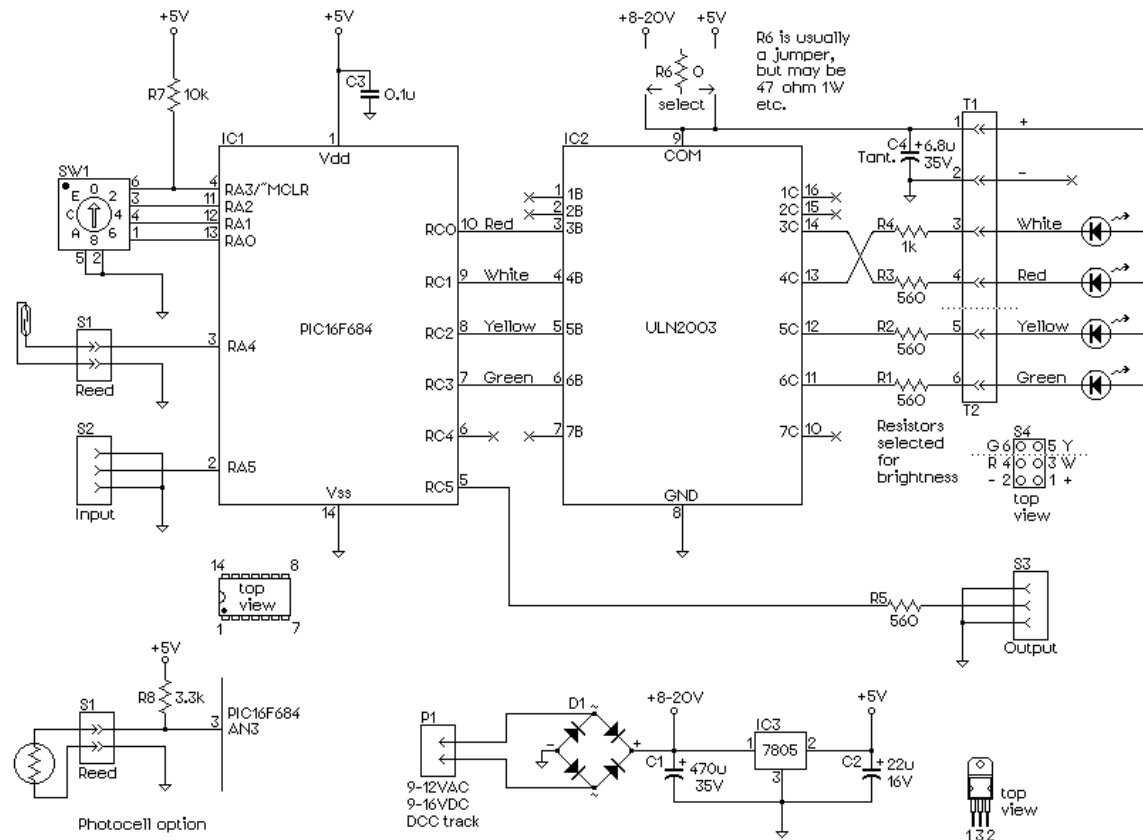 +5V
+5V
+8-20V
+5V
R7
10k
C3
0.1u
R6
0
select
R6 is usually
a jumper,
but may be
47 ohm 1W
etc.
SW1
0
2
4
6
8
A
C
E
6
3
4
1
5
2
IC1
1
Vdd
4
RA3/~MCLR
11
RA2
12
RA1
13
RA0
PIC16F684
3
RA4
2
RA5
Vss
14
RC0
10
Red
RC1
9
White
RC2
8
Yellow
RC3
7
Green
RC4
6
RC5
5
S1
Reed
S2
Input
IC2
9
COM
1
1B
2
2B
3
3B
4
4B
5
5B
6
6B
7
7B
ULN2003
1C
16
2C
15
3C
14
4C
13
5C
12
6C
11
7C
10
GND
8
C4
+6.8u
Tant.
35V
T1
1
+
2
-
R4
1k
3
White
R3
560
4
Red
R2
560
5
Yellow
R1
560
6
Green
T2
Resistors
selected
for
brightness
S4
G 6 5 Y
R 4 3 W
- 2 1 +
top
view
14
8
top
view
1
7
R5
560
S3
Output
+5V
R8
3.3k
S1
Reed
3
PIC16F684
AN3
Photocell option
P1
9-12VAC
9-16VDC
DCC track
D1
~
-
+
~
+8-20V
C1
+
470u
35V
IC3
1
7805
2
3
+5V
C2
+22u
16V
top
view
132